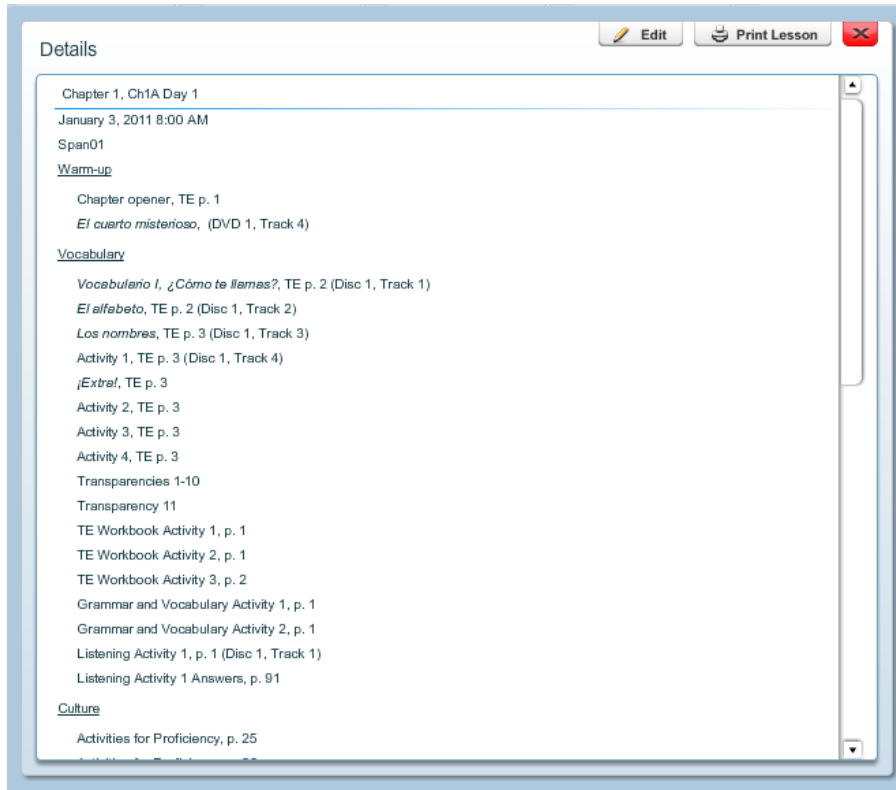 Details
Edit
Print Lesson
Chapter 1, Ch1A Day 1
January 3, 2011 8:00 AM
Span01
Warm-up
Chapter opener, TE p. 1
El cuarto misterioso, (DVD 1, Track 4)
Vocabulary
Vocabulario I, ¿Cómo te llamas?, TE p. 2 (Disc 1, Track 1)
El alfabeto, TE p. 2 (Disc 1, Track 2)
Los nombres, TE p. 3 (Disc 1, Track 3)
Activity 1, TE p. 3 (Disc 1, Track 4)
¡Extra!, TE p. 3
Activity 2, TE p. 3
Activity 3, TE p. 3
Activity 4, TE p. 3
Transparencies 1-10
Transparency 11
TE Workbook Activity 1, p. 1
TE Workbook Activity 2, p. 1
TE Workbook Activity 3, p. 2
Grammar and Vocabulary Activity 1, p. 1
Grammar and Vocabulary Activity 2, p. 1
Listening Activity 1, p. 1 (Disc 1, Track 1)
Listening Activity 1 Answers, p. 91
Culture
Activities for Proficiency, p. 25